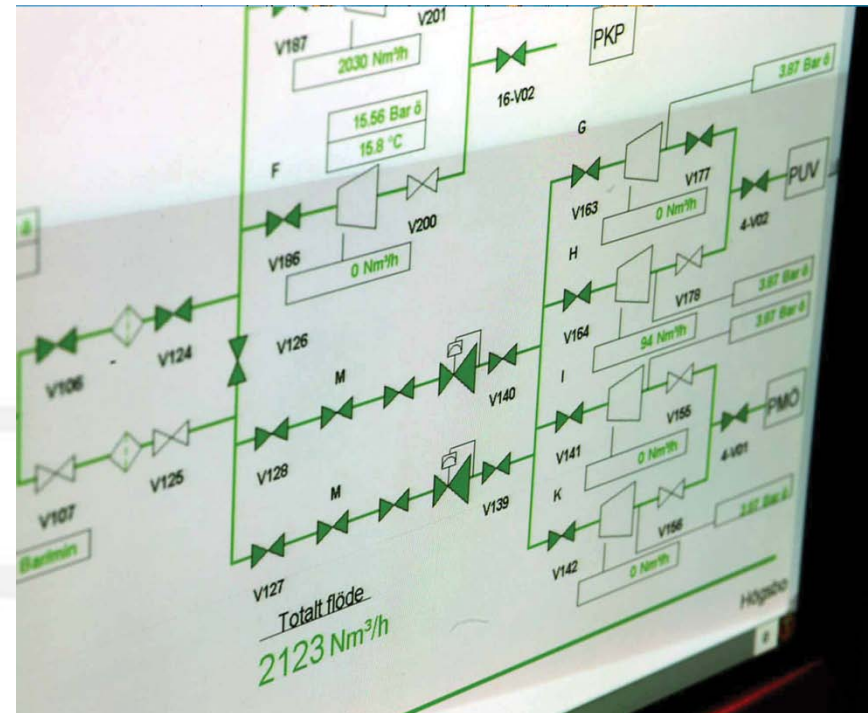 V187
V201
2030 Nm³/h
16-V02
PKP
15.56 Bar ö
15.8 °C
F
V186
V200
0 Nm³/h
3.87 Bar ö
G
V163
V177
0 Nm³/h
4-V02
PUV
H
V164
V178
94 Nm³/h
3.87 Bar ö
3.87 Bar ö
V106
V124
V126
M
V140
I
V141
V155
0 Nm³/h
4-V01
PMÖ
V107
V125
V128
M
V139
K
V142
V156
0 Nm³/h
3.87 Bar ö
Bar/min
V127
Totalt flöde
2123 Nm³/h
Högsbo